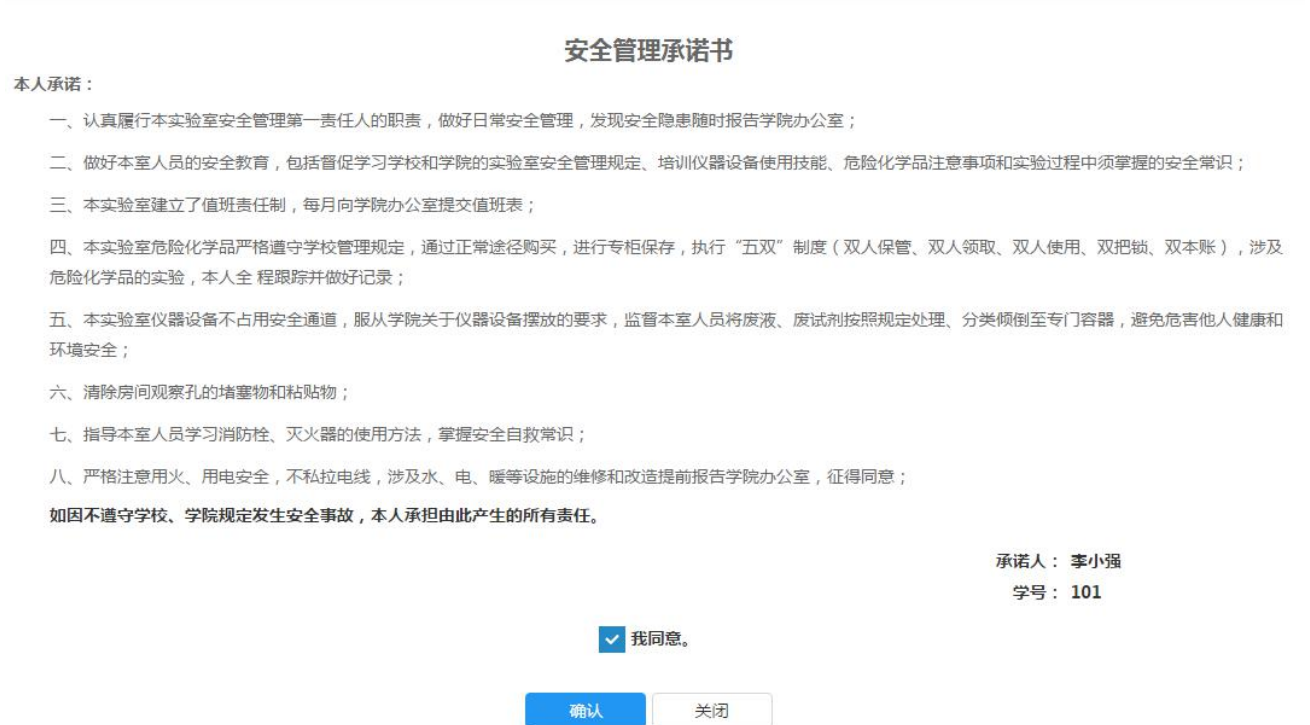 安全管理承诺书
本人承诺：
一、认真履行本实验室安全管理第一责任人的职责，做好日常安全管理，发现安全隐患随时报告学院办公室；
二、做好本室人员的安全教育，包括督促学习学校和学院的实验室安全管理规定、培训仪器设备使用技能、危险化学品注意事项和实验过程中须掌握的安全常识；
三、本实验室建立了值班责任制，每月向学院办公室提交值班表；
四、本实验室危险化学品严格遵守学校管理规定，通过正常途径购买，进行专柜保存，执行“五双”制度（双人保管、双人领取、双人使用、双把锁、双本账），涉及
危险化学品的实验，本人全 程跟踪并做好记录；
五、本实验室仪器设备不占用安全通道，服从学院关于仪器设备摆放的要求，监督本室人员将废液、废试剂按照规定处理、分类倾倒至专门容器，避免危害他人健康和
环境安全；
六、清除房间观察孔的堵塞物和粘贴物；
七、指导本室人员学习消防栓、灭火器的使用方法，掌握安全自救常识；
八、严格注意用火、用电安全，不私拉电线，涉及水、电、暖等设施的维修和改造提前报告学院办公室，征得同意；
如因不遵守学校、学院规定发生安全事故，本人承担由此产生的所有责任。
承诺人： 李小强
学号： 101
我同意。
确认 关闭